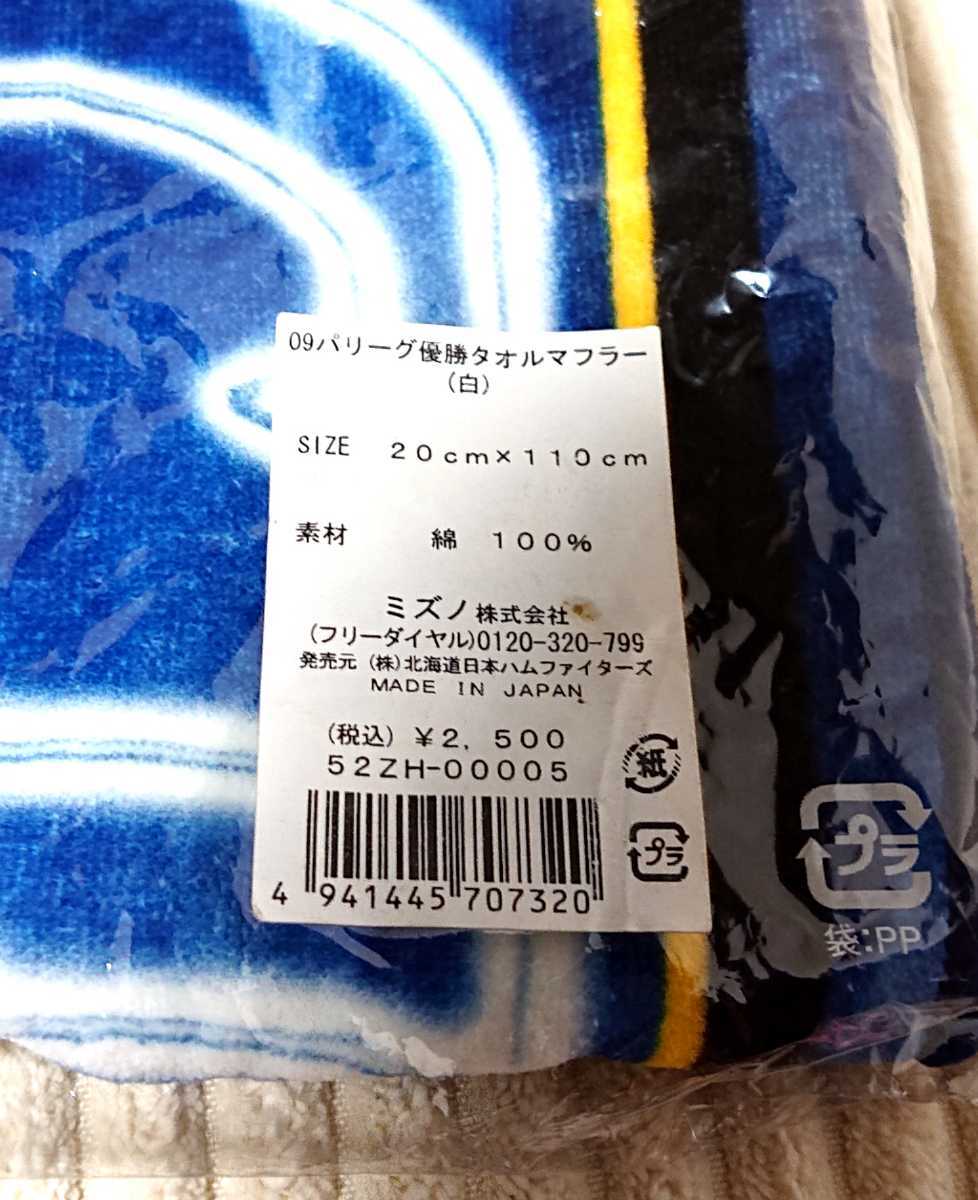 09パリーグ優勝タオルマフラー
(白)
SIZE 20cm×110cm
素材 綿 100%
ミズノ株式会社
(フリーダイヤル)0120-320-799
発売元 (株)北海道日本ハムファイターズ
MADE IN JAPAN
(税込) ¥2,500
52ZH-00005
紙
プラ
4 941445 707320
プラ
袋:PP